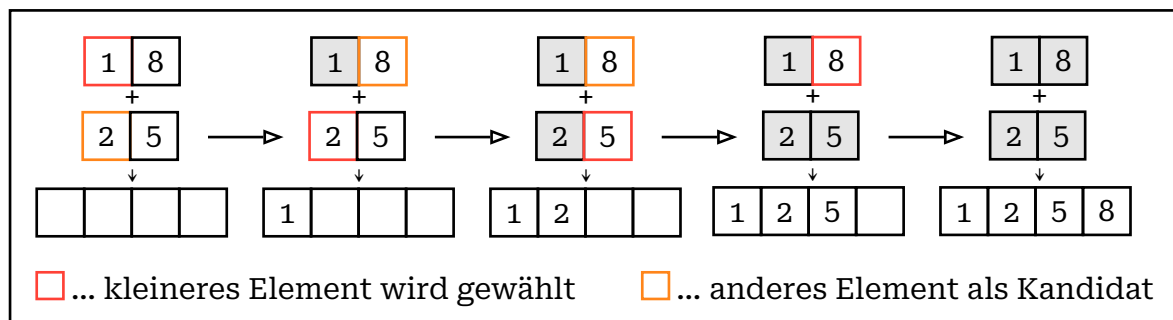 1 8 1 8 1 8 1 8 1 8
+ + + + +
2 5 2 5 2 5 2 5 2 5
1 1 2 1 2 5 1 2 5 8
... kleineres Element wird gewählt ... anderes Element als Kandidat